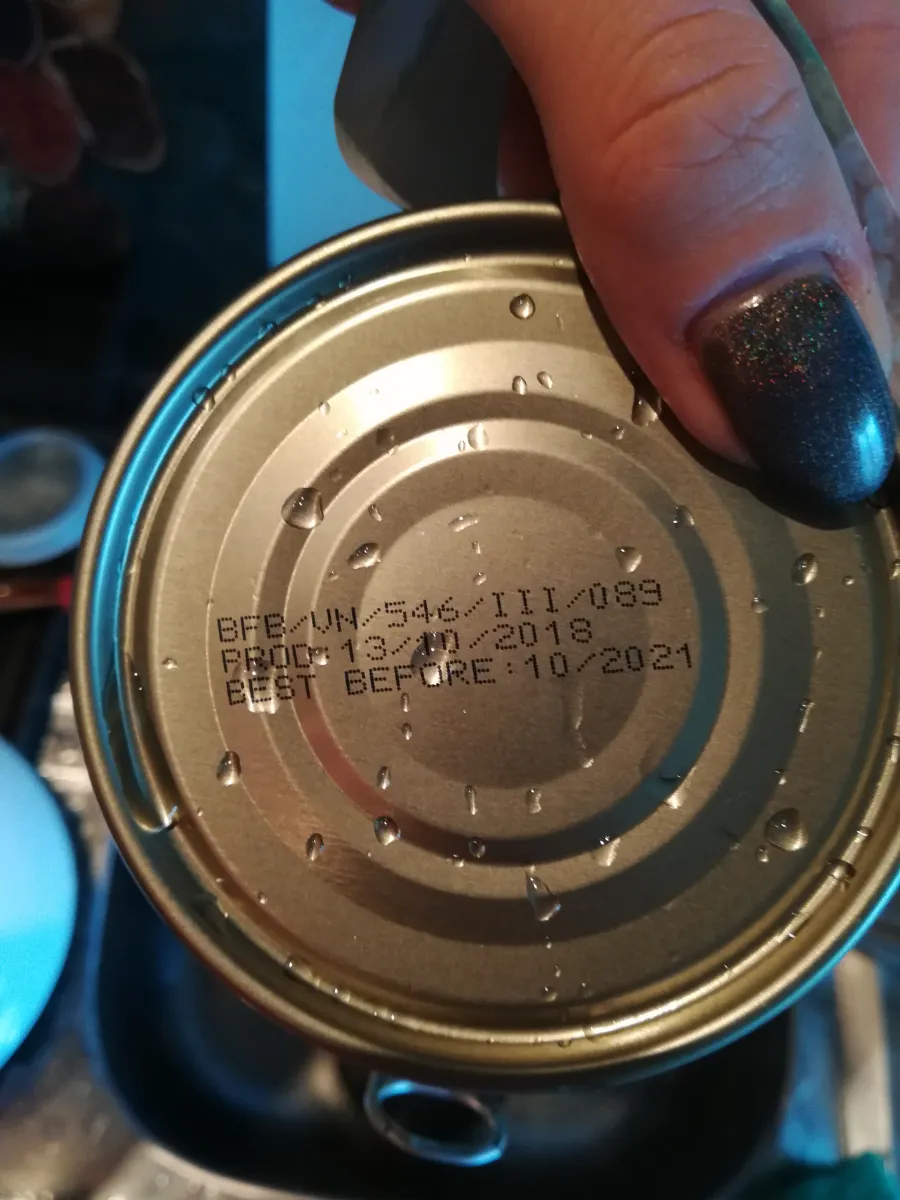 BFB/VN/546/III/089
PROD:13/10/2018
BEST BEFORE:10/2021